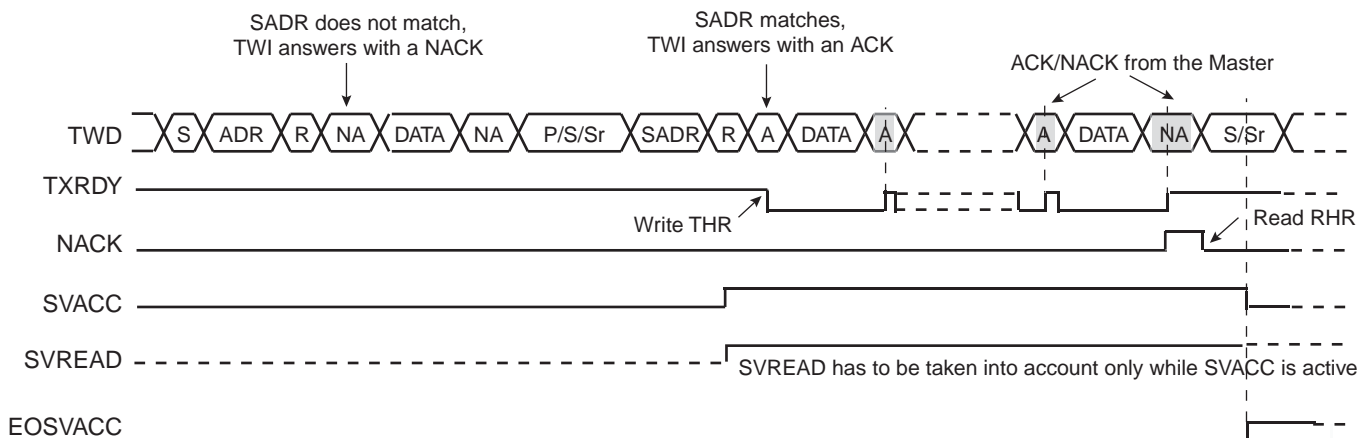 SADR does not match,
TWI answers with a NACK
SADR matches,
TWI answers with an ACK
ACK/NACK from the Master
TWD S ADR R NA DATA NA P/S/Sr SADR R A DATA A A DATA NA S/Sr
TXRDY
Write THR
Read RHR
NACK
SVACC
SVREAD
SVREAD has to be taken into account only while SVACC is active
EOSVACC